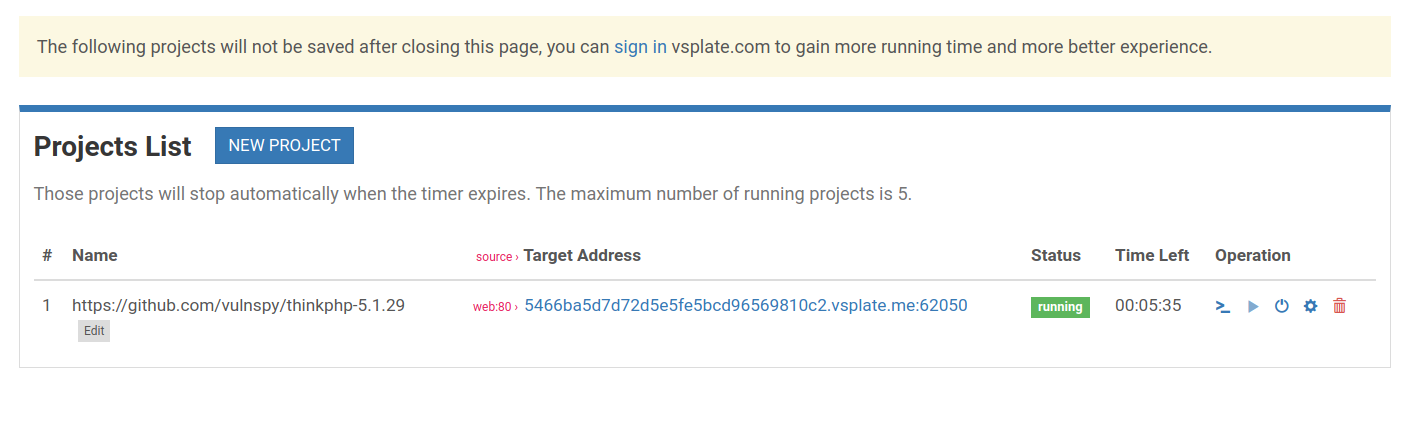 The following projects will not be saved after closing this page, you can sign in vsplate.com to gain more running time and more better experience.
Projects List NEW PROJECT
Those projects will stop automatically when the timer expires. The maximum number of running projects is 5.
# Name source › Target Address Status Time Left Operation
1 https://github.com/vulnspy/thinkphp-5.1.29 web:80 › 5466ba5d7d72d5e5fe5bcd96569810c2.vsplate.me:62050 running 00:05:35
Edit